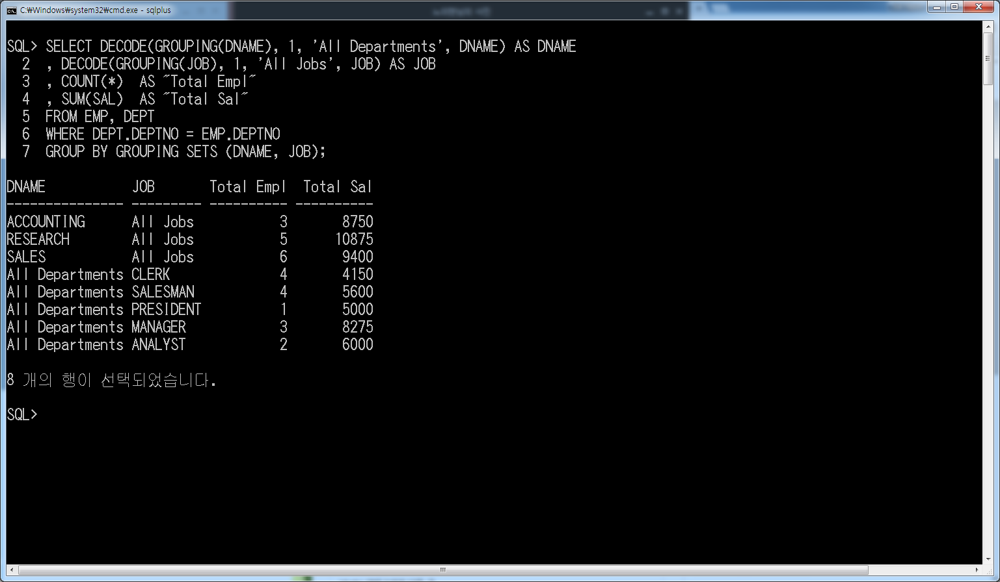 C:₩Windows₩system32₩cmd.exe - sqlplus
SQL> SELECT DECODE(GROUPING(DNAME), 1, 'All Departments', DNAME) AS DNAME
  2  , DECODE(GROUPING(JOB), 1, 'All Jobs', JOB) AS JOB
  3  , COUNT(*)  AS "Total Empl"
  4  , SUM(SAL)  AS "Total Sal"
  5  FROM EMP, DEPT
  6  WHERE DEPT.DEPTNO = EMP.DEPTNO
  7  GROUP BY GROUPING SETS (DNAME, JOB);
DNAME           JOB       Total Empl  Total Sal
--------------- --------- ---------- ----------
ACCOUNTING      All Jobs           3       8750
RESEARCH        All Jobs           5      10875
SALES           All Jobs           6       9400
All Departments CLERK              4       4150
All Departments SALESMAN           4       5600
All Departments PRESIDENT          1       5000
All Departments MANAGER            3       8275
All Departments ANALYST            2       6000
8 개의 행이 선택되었습니다.
SQL>